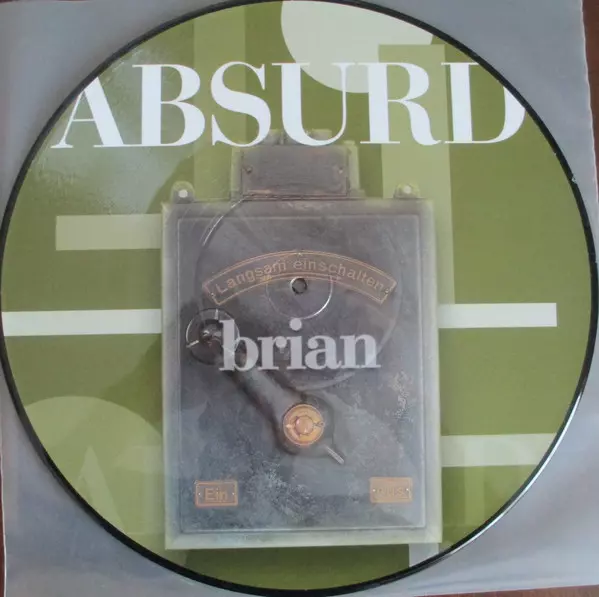 ABSURD
Langsam einschalten
brian
Ein